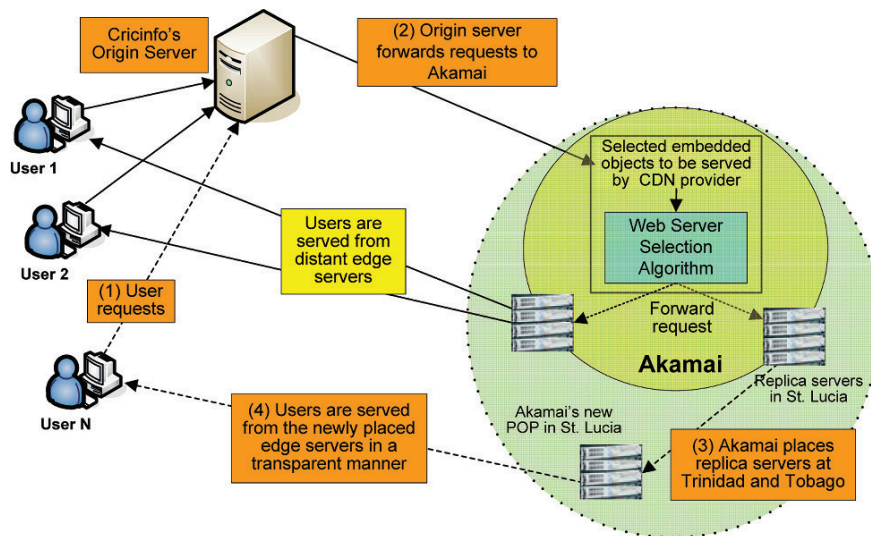 Cricinfo's
Origin Server
(2) Origin server
forwards requests to
Akamai
User 1
Selected embedded
objects to be served
by CDN provider
Users are
served from
distant edge
servers
Web Server
Selection
Algorithm
User 2
(1) User
requests
Forward
request
Akamai
Replica servers
in St. Lucia
User N
(4) Users are served
from the newly placed
edge servers in a
transparent manner
Akamai's new
POP in St. Lucia
(3) Akamai places
replica servers at
Trinidad and Tobago